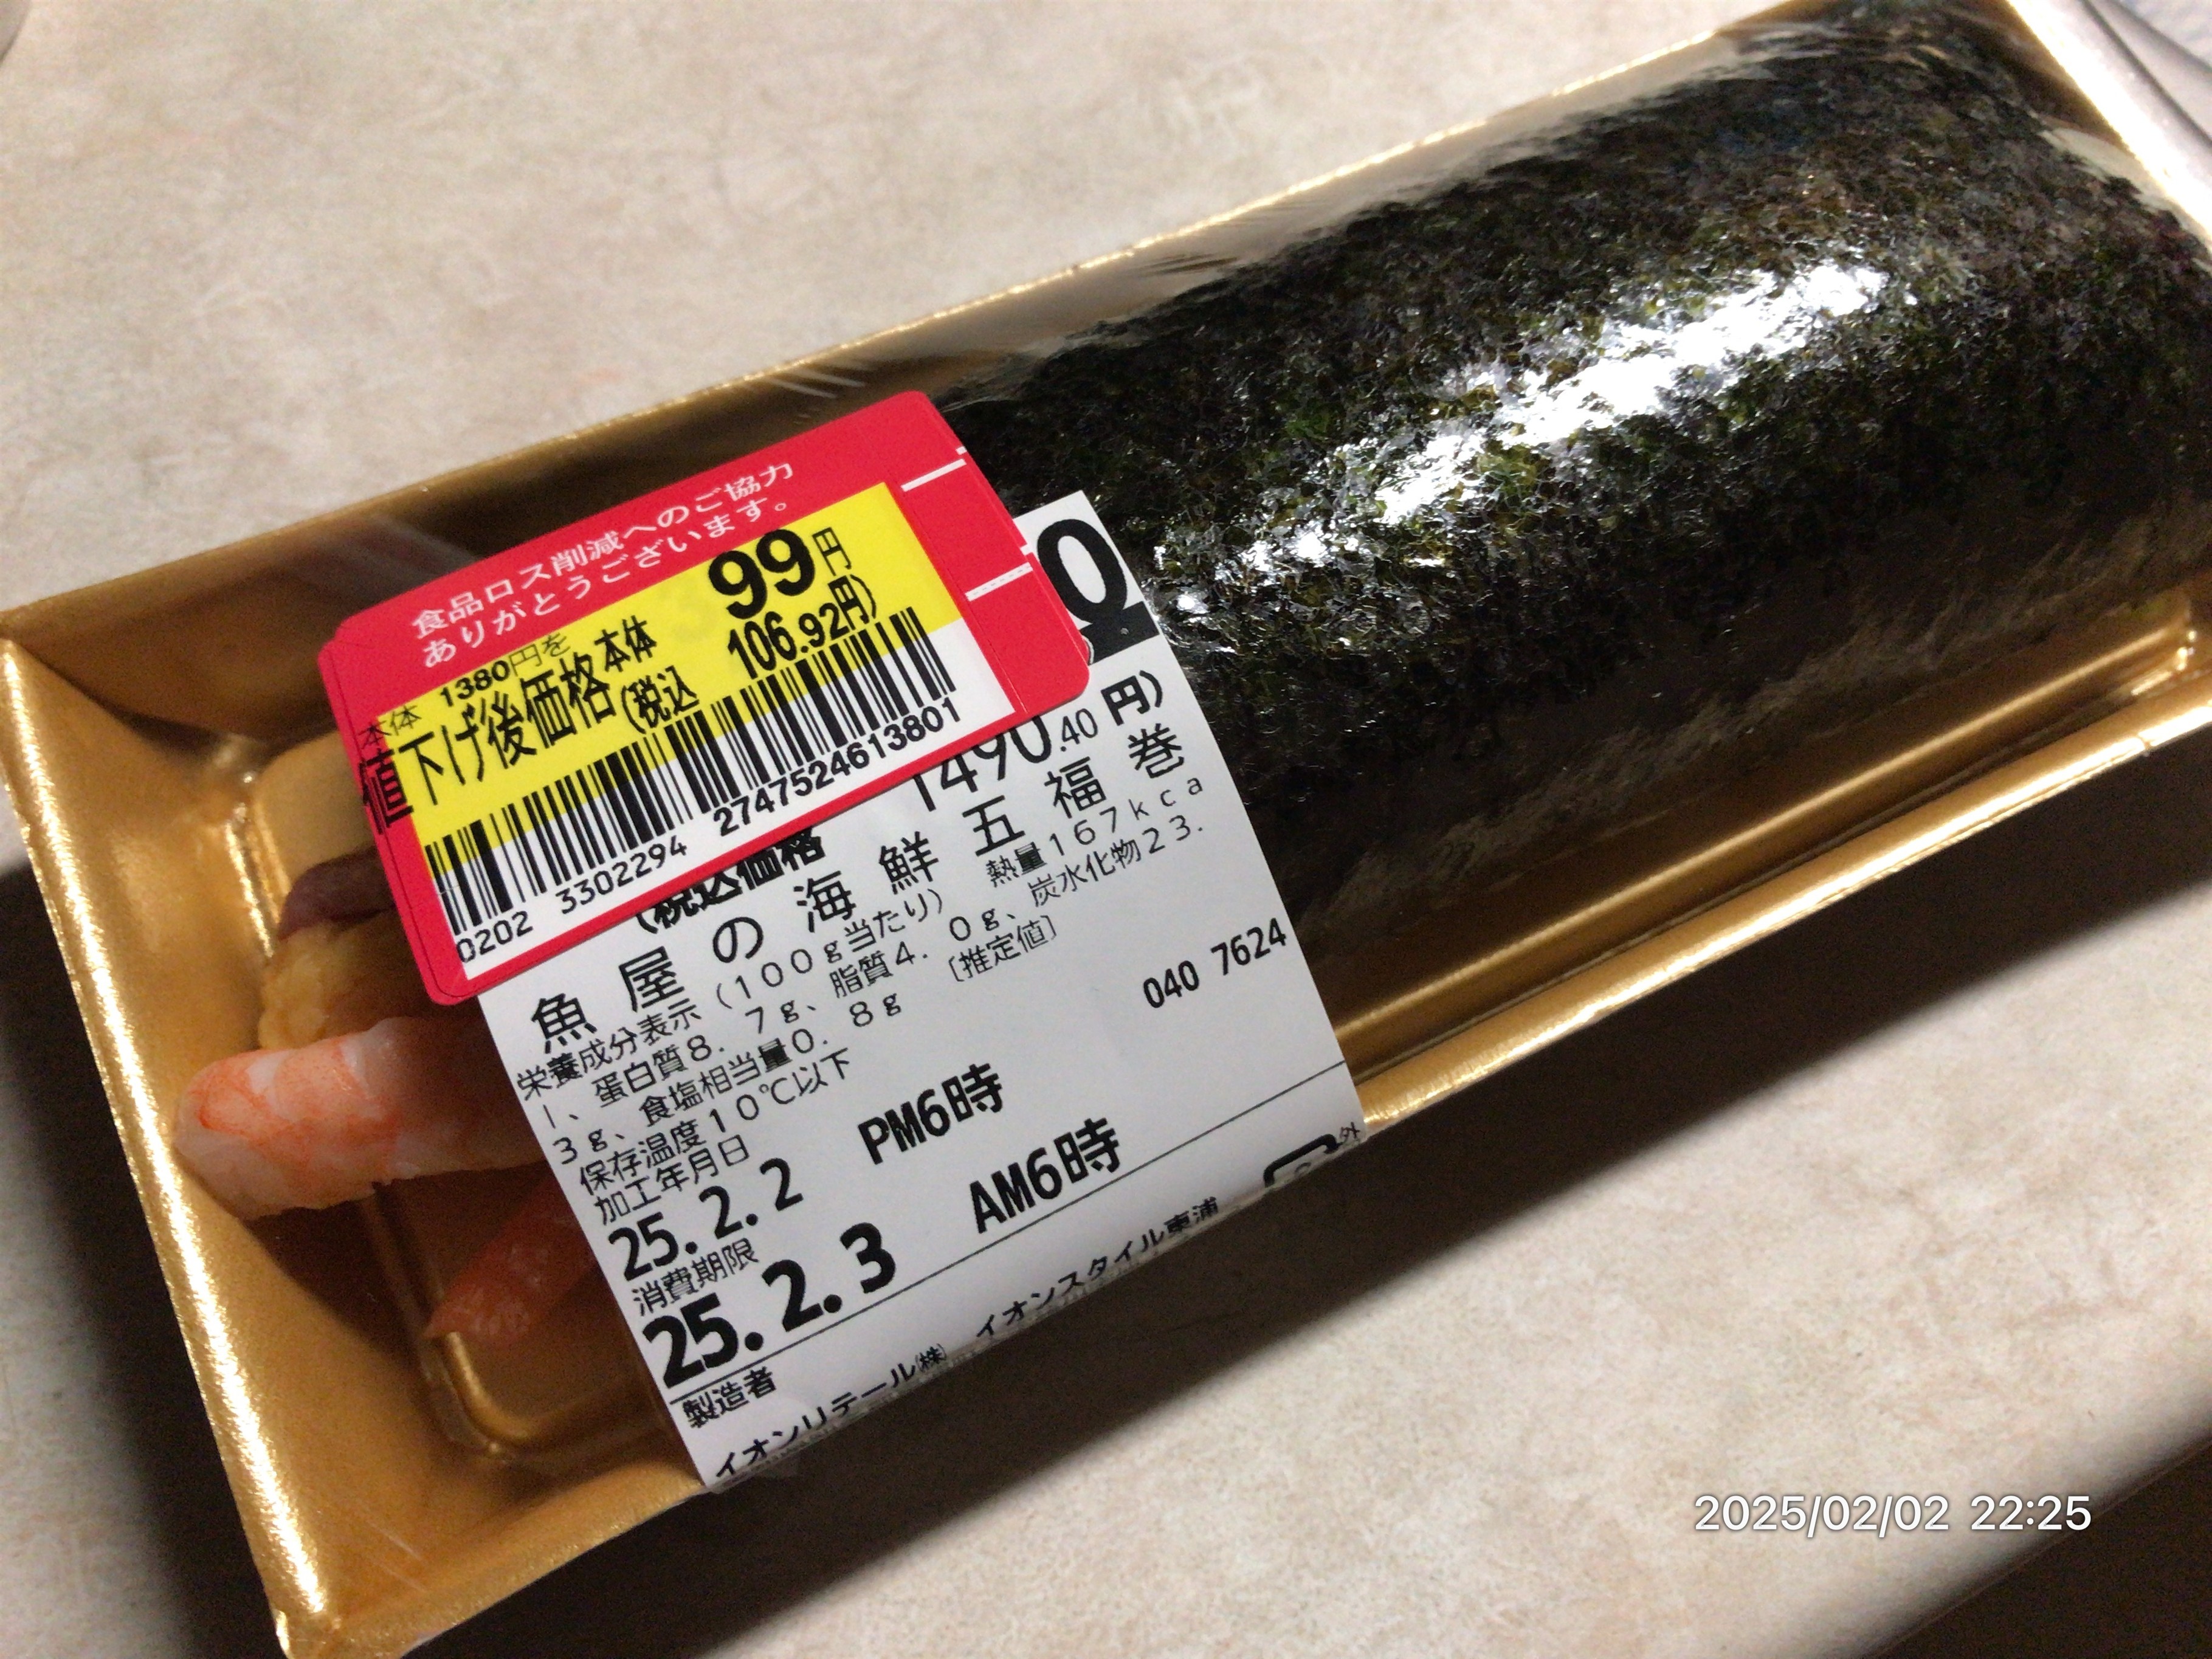 食品ロス削減へのご協力
ありがとうございます。
本体 1380円を
値下げ後価格本体 99円
(税込 106.92円)
0202 3302294 2747524613801
(税込価格 1490.40 円)
魚屋の海鮮五福巻
栄養成分表示(100g当たり) 熱量167kca
l、蛋白質8.7g、脂質4.0g、炭水化物23.
3g、食塩相当量0.8g [推定値]
保存温度10℃以下
040 7624
加工年月日
25.2.2 PM6時
消費期限
25.2.3 AM6時
製造者
外
イオンリテール㈱ イオンスタイル東浦
2025/02/02 22:25